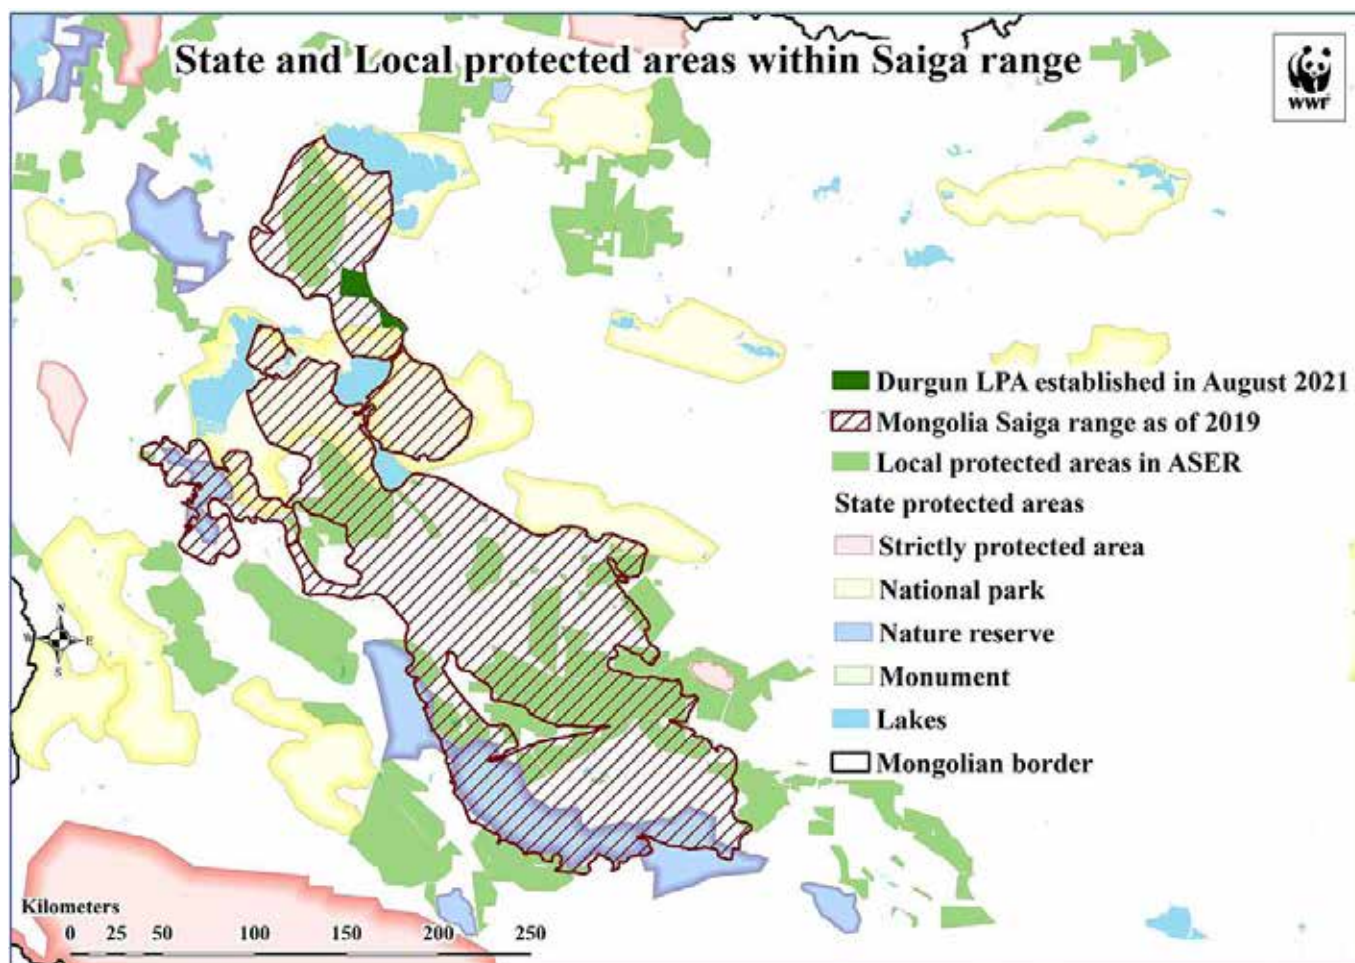 State and Local protected areas within Saiga range
WWF
Durgun LPA established in August 2021
Mongolia Saiga range as of 2019
Local protected areas in ASER
State protected areas
Strictly protected area
National park
Nature reserve
Monument
Lakes
Mongolian border
N
W E
S
Kilometers
0 25 50 100 150 200 250